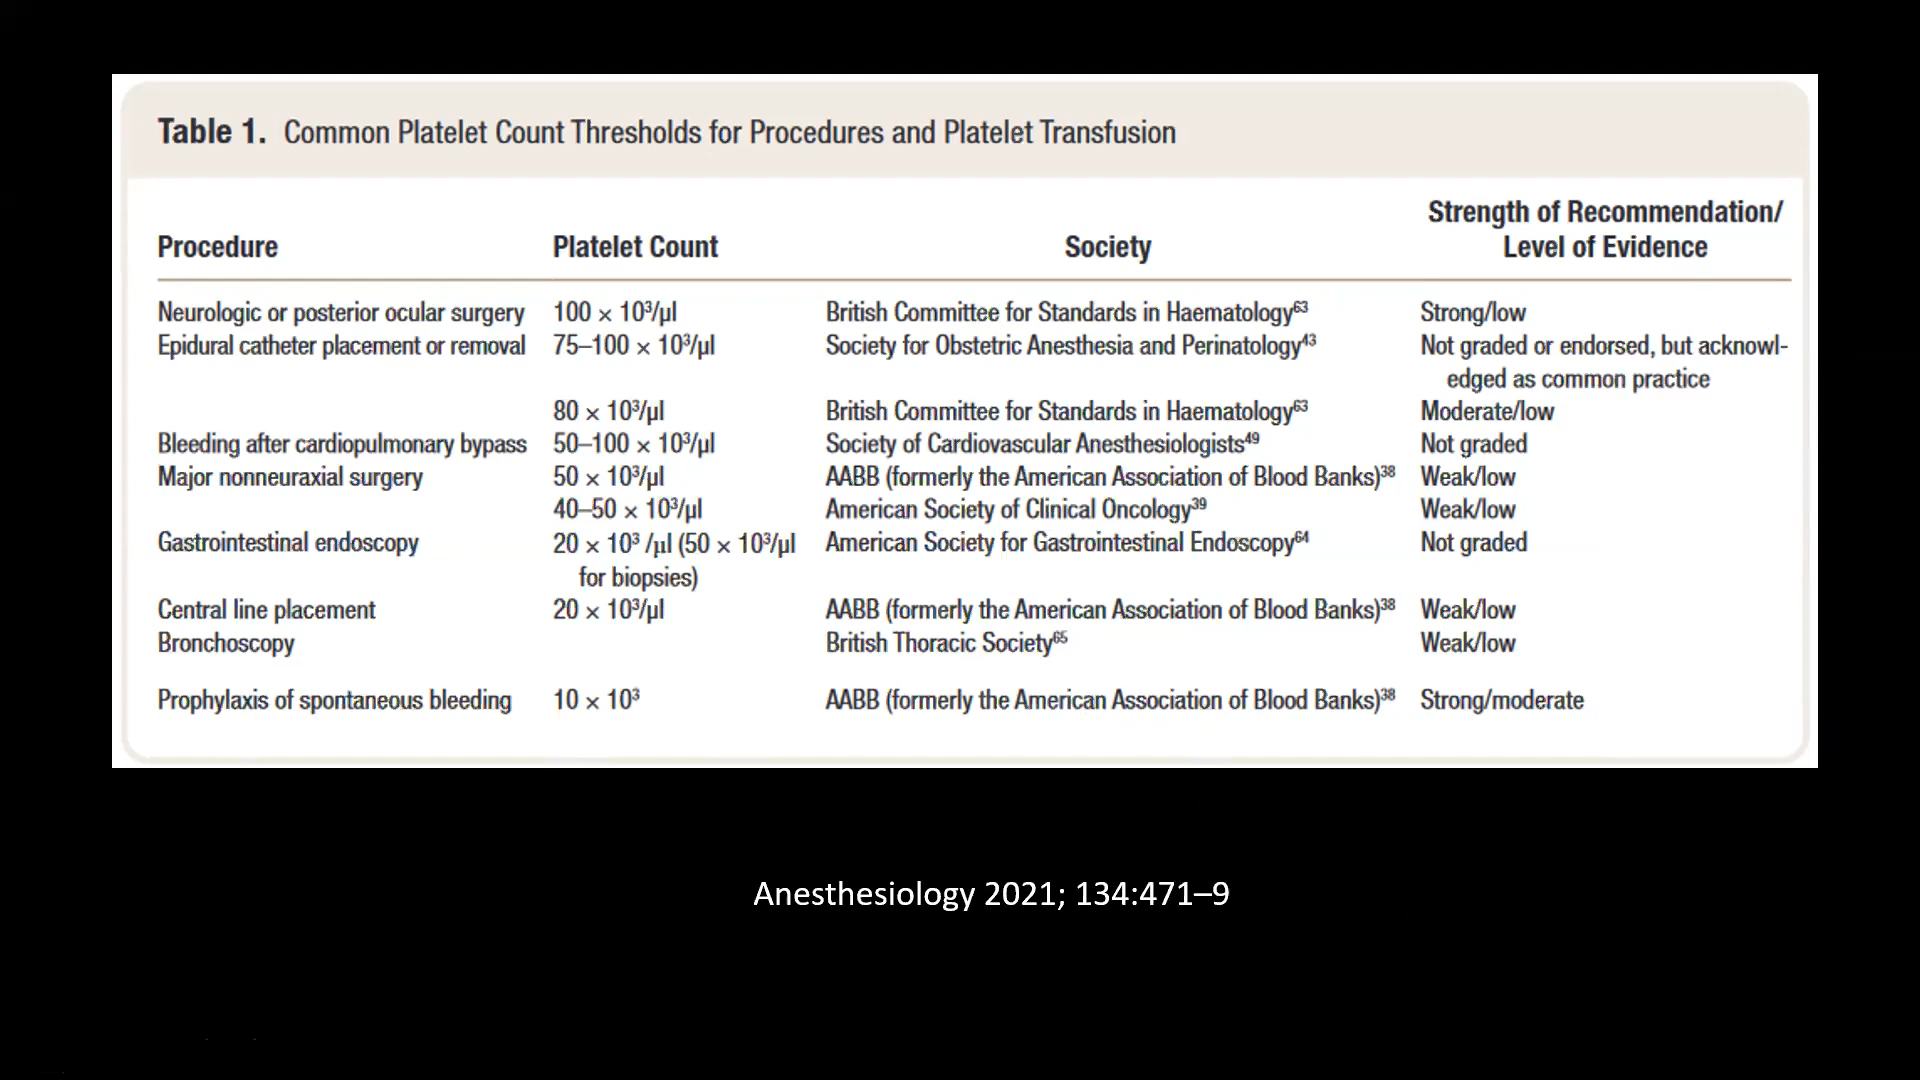 Table 1. Common Platelet Count Thresholds for Procedures and Platelet Transfusion
Strength of Recommendation/
Procedure Platelet Count Society Level of Evidence
Neurologic or posterior ocular surgery 100 × 10³/µl British Committee for Standards in Haematology⁶³ Strong/low
Epidural catheter placement or removal 75–100 × 10³/µl Society for Obstetric Anesthesia and Perinatology⁴³ Not graded or endorsed, but acknowl-
edged as common practice
80 × 10³/µl British Committee for Standards in Haematology⁶³ Moderate/low
Bleeding after cardiopulmonary bypass 50–100 × 10³/µl Society of Cardiovascular Anesthesiologists⁴⁹ Not graded
Major nonneuraxial surgery 50 × 10³/µl AABB (formerly the American Association of Blood Banks)³⁸ Weak/low
40–50 × 10³/µl American Society of Clinical Oncology³⁹ Weak/low
Gastrointestinal endoscopy 20 × 10³ /µl (50 × 10³/µl American Society for Gastrointestinal Endoscopy⁶⁴ Not graded
for biopsies)
Central line placement 20 × 10³/µl AABB (formerly the American Association of Blood Banks)³⁸ Weak/low
Bronchoscopy British Thoracic Society⁶⁵ Weak/low
Prophylaxis of spontaneous bleeding 10 × 10³ AABB (formerly the American Association of Blood Banks)³⁸ Strong/moderate
Anesthesiology 2021; 134:471–9